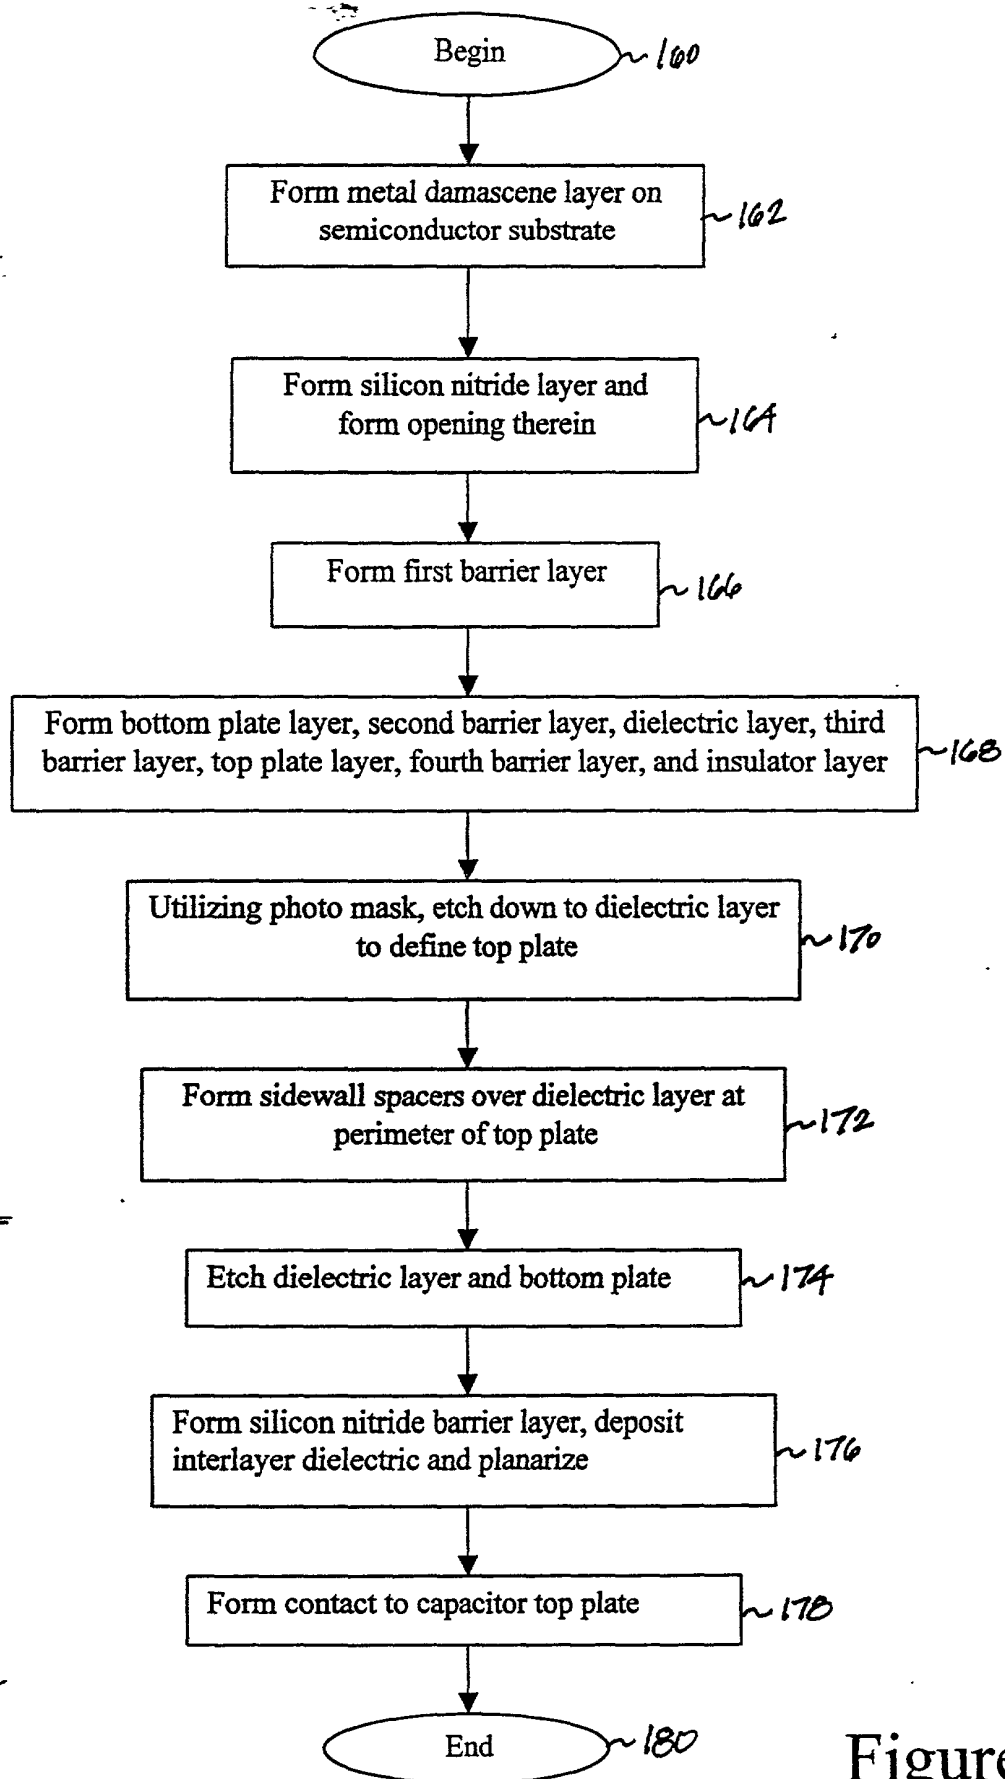 Begin
160
Form metal damascene layer on
semiconductor substrate
162
Form silicon nitride layer and
form opening therein
164
Form first barrier layer
166
Form bottom plate layer, second barrier layer, dielectric layer, third
barrier layer, top plate layer, fourth barrier layer, and insulator layer
168
Utilizing photo mask, etch down to dielectric layer
to define top plate
170
Form sidewall spacers over dielectric layer at
perimeter of top plate
172
Etch dielectric layer and bottom plate
174
Form silicon nitride barrier layer, deposit
interlayer dielectric and planarize
176
Form contact to capacitor top plate
178
End
180
Figure